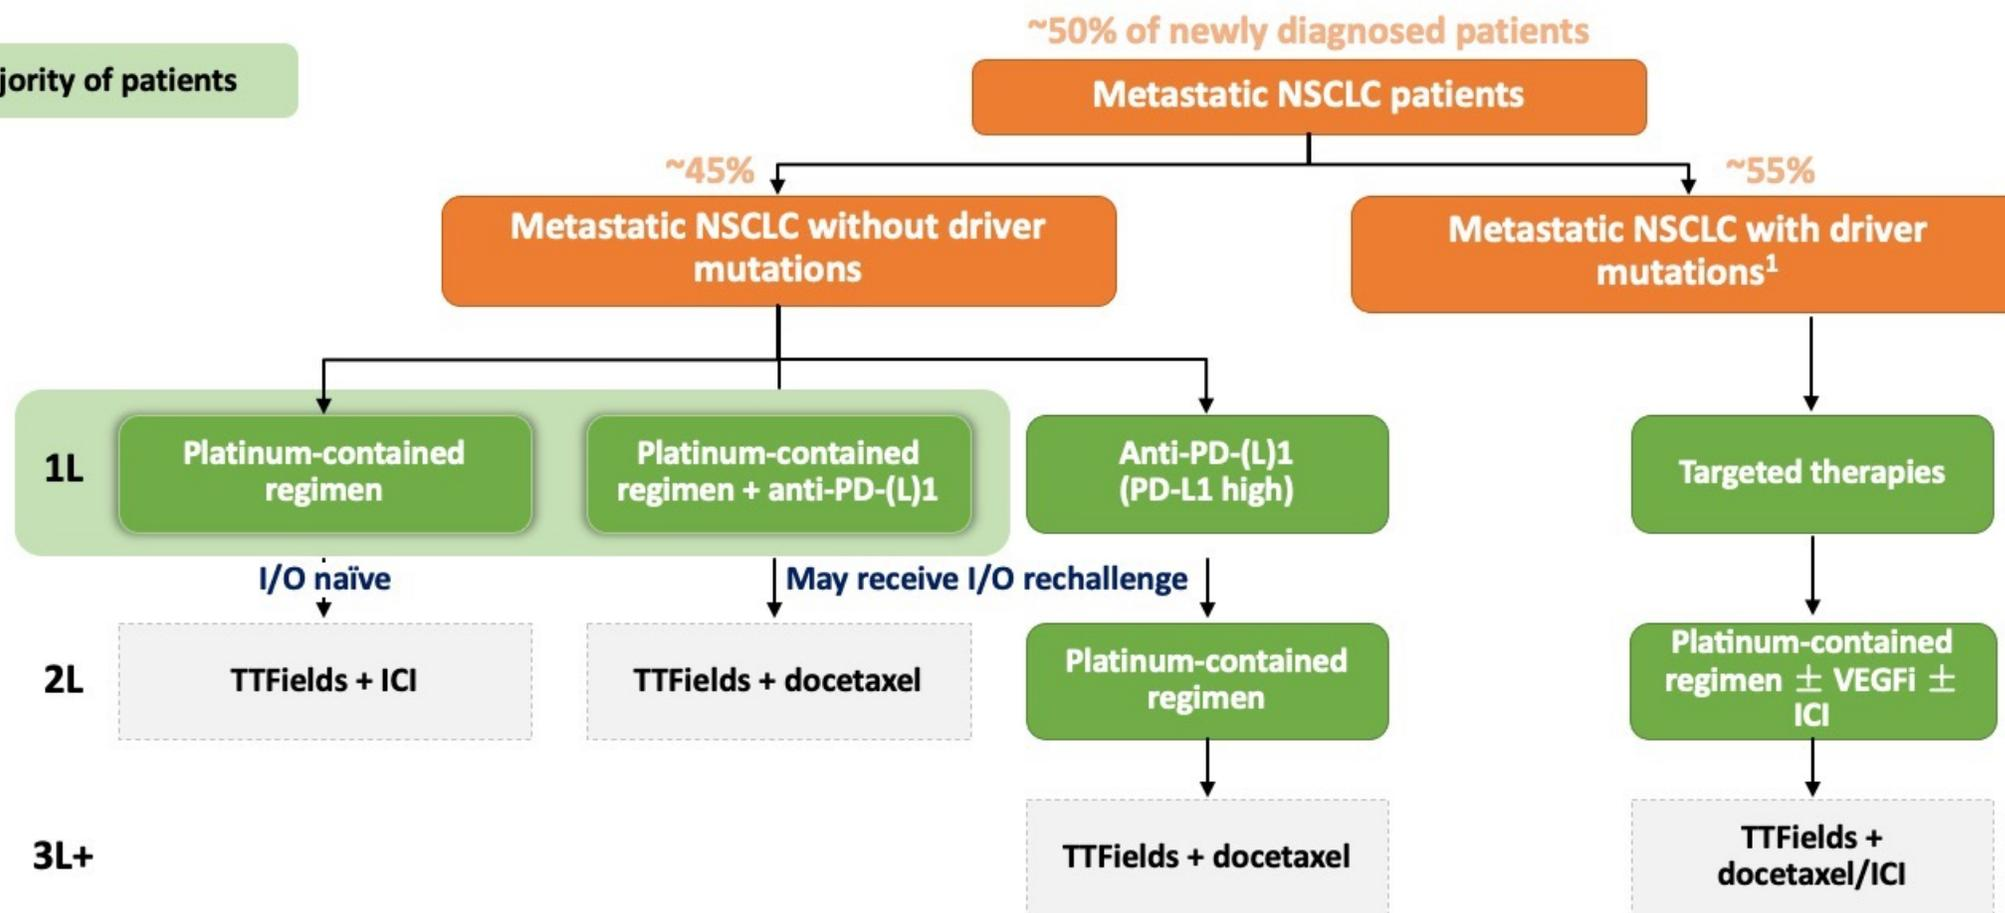 ~50% of newly diagnosed patients
jority of patients
Metastatic NSCLC patients
~45%
~55%
Metastatic NSCLC without driver
mutations
Metastatic NSCLC with driver
mutations¹
1L
Platinum-contained
regimen
Platinum-contained
regimen + anti-PD-(L)1
Anti-PD-(L)1
(PD-L1 high)
Targeted therapies
I/O naïve
May receive I/O rechallenge
2L
TTFields + ICI
TTFields + docetaxel
Platinum-contained
regimen
Platinum-contained
regimen ± VEGFi ±
ICI
3L+
TTFields + docetaxel
TTFields +
docetaxel/ICI